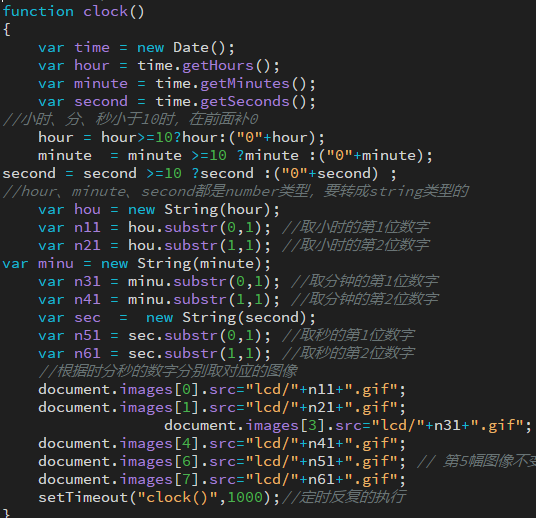 function clock()
{
    var time = new Date();
    var hour = time.getHours();
    var minute = time.getMinutes();
    var second = time.getSeconds();
//小时、分、秒小于10时，在前面补0
    hour = hour>=10?hour:("0"+hour);
    minute  = minute >=10 ?minute :("0"+minute);
second = second >=10 ?second :("0"+second) ;
//hour、minute、second都是number类型，要转成string类型的
    var hou = new String(hour);
    var n11 = hou.substr(0,1); //取小时的第1位数字
    var n21 = hou.substr(1,1); //取小时的第2位数字
var minu = new String(minute);
    var n31 = minu.substr(0,1); //取分钟的第1位数字
    var n41 = minu.substr(1,1); //取分钟的第2位数字
    var sec  =  new String(second);
    var n51 = sec.substr(0,1); //取秒的第1位数字
    var n61 = sec.substr(1,1); //取秒的第2位数字
    //根据时分秒的数字分别取对应的图像
    document.images[0].src="lcd/"+n11+".gif";
    document.images[1].src="lcd/"+n21+".gif";
                  document.images[3].src="lcd/"+n31+".gif";
    document.images[4].src="lcd/"+n41+".gif";
    document.images[6].src="lcd/"+n51+".gif"; // 第5幅图像不变
    document.images[7].src="lcd/"+n61+".gif";
    setTimeout("clock()",1000);//定时反复的执行
}